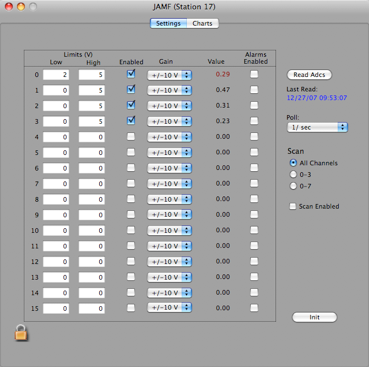 JAMF (Station 17)
Settings Charts
Limits (V) Alarms
Low High Enabled Gain Value Enabled
0 2 5 +/-10 V 0.29
1 0 5 +/-10 V 0.47
2 0 5 +/-10 V 0.31
3 0 5 +/-10 V 0.23
4 0 0 +/-10 V 0.00
5 0 0 +/-10 V 0.00
6 0 0 +/-10 V 0.00
7 0 0 +/-10 V 0.00
8 0 0 +/-10 V 0.00
9 0 0 +/-10 V 0.00
10 0 0 +/-10 V 0.00
11 0 0 +/-10 V 0.00
12 0 0 +/-10 V 0.00
13 0 0 +/-10 V 0.00
14 0 0 +/-10 V 0.00
15 0 0 +/-10 V 0.00
Read Adcs
Last Read:
12/27/07 09:53:07
Poll:
1/ sec
Scan
All Channels
0-3
0-7
Scan Enabled
Init